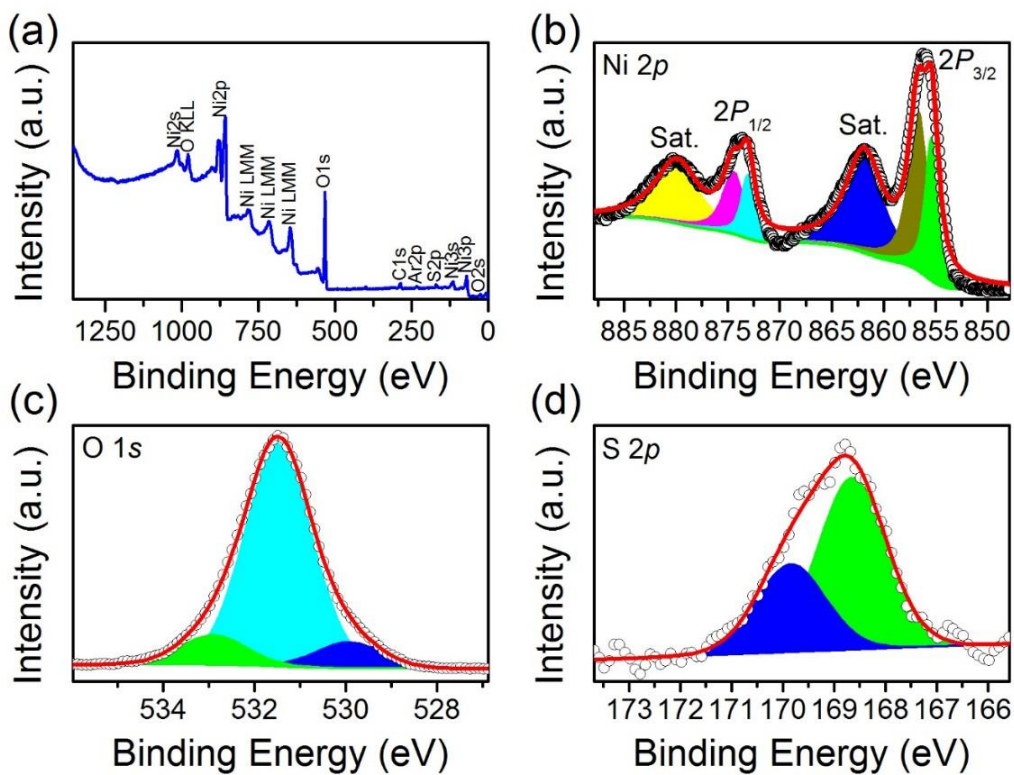 (a)
Intensity (a.u.)
Ni2s
O KLL
Ni2p
Ni LMM
Ni LMM
Ni LMM
O1s
C1s
Ar2p
S2p
Ni3s
Ni3p
O2s
1250 1000 750 500 250 0
Binding Energy (eV)
(b)
Intensity (a.u.)
Ni 2p
Sat.
2P1/2
Sat.
2P3/2
885 880 875 870 865 860 855 850
Binding Energy (eV)
(c)
Intensity (a.u.)
O 1s
534 532 530 528
Binding Energy (eV)
(d)
Intensity (a.u.)
S 2p
173 172 171 170 169 168 167 166
Binding Energy (eV)